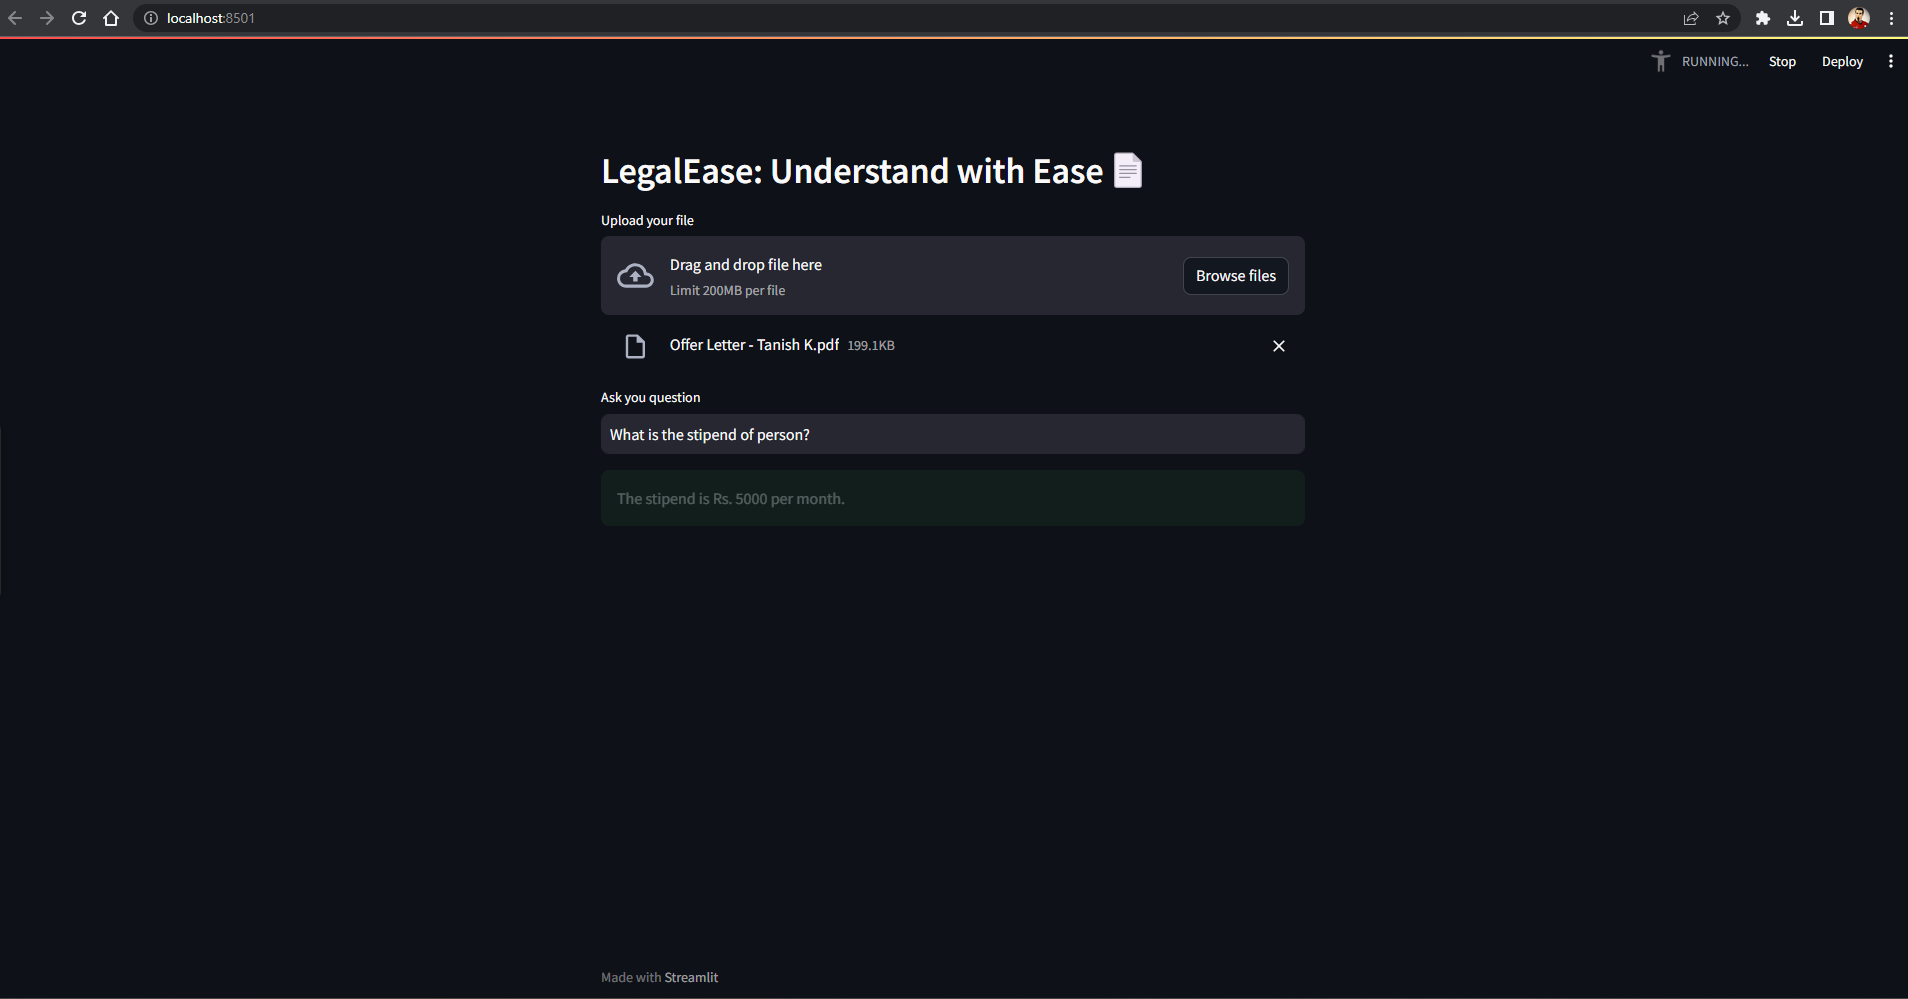 localhost:8501
RUNNING... Stop Deploy
LegalEase: Understand with Ease
Upload your file
Drag and drop file here
Limit 200MB per file
Browse files
Offer Letter - Tanish K.pdf 199.1KB
Ask you question
What is the stipend of person?
The stipend is Rs. 5000 per month.
Made with Streamlit